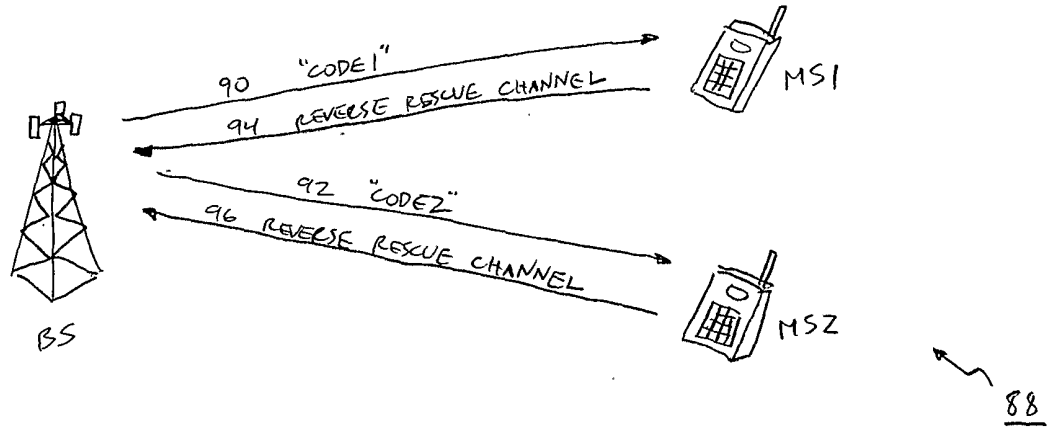 90 "CODE1"
94 REVERSE RESCUE CHANNEL
MS1
92 "CODE2"
96 REVERSE RESCUE CHANNEL
BS
MS2
88